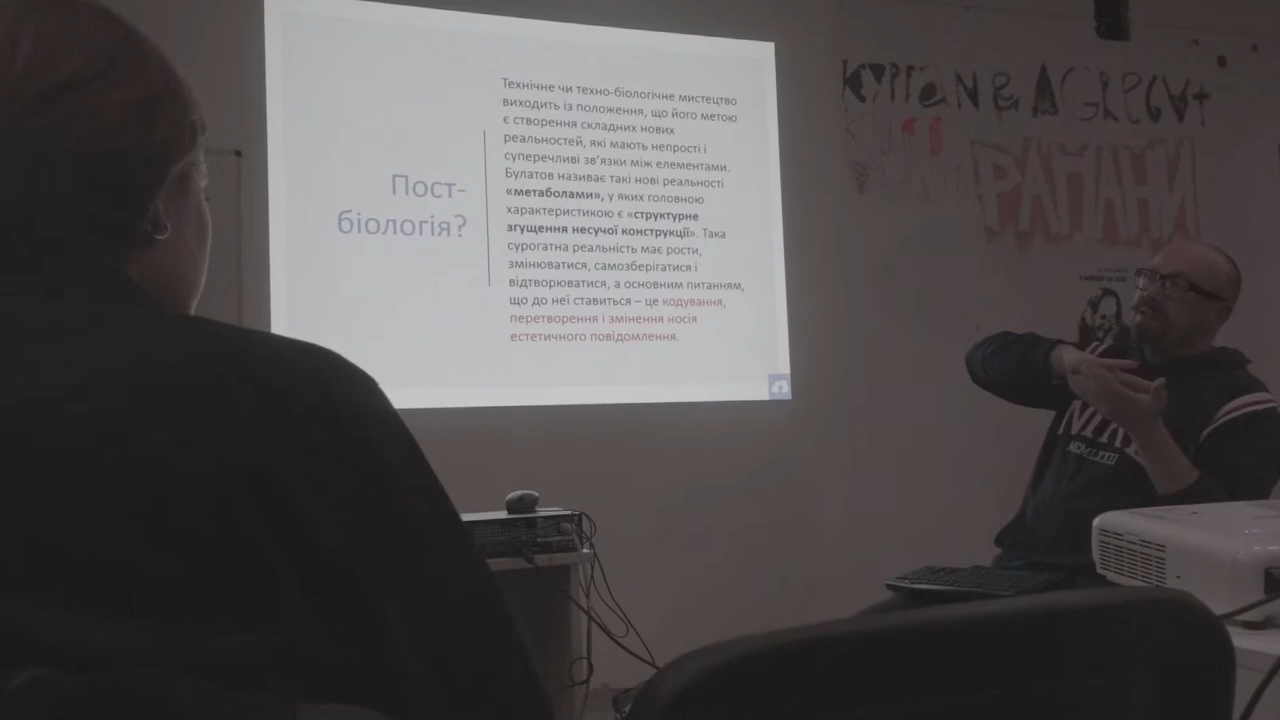 Пост-
біологія?
Технічне чи техно-біологічне мистецтво
виходить із положення, що його метою
є створення складних нових
реальностей, які мають непрості і
суперечливі зв'язки між елементами.
Булатов називає такі нові реальності
«метаболами», у яких головною
характеристикою є «структурне
згущення несучої конструкції». Така
сурогатна реальність має рости,
змінюватися, самозберігатися і
відтворюватися, а основним питанням,
що до неї ставиться – це кодування,
перетворення і змінення носія
естетичного повідомлення.
РАПАНИ